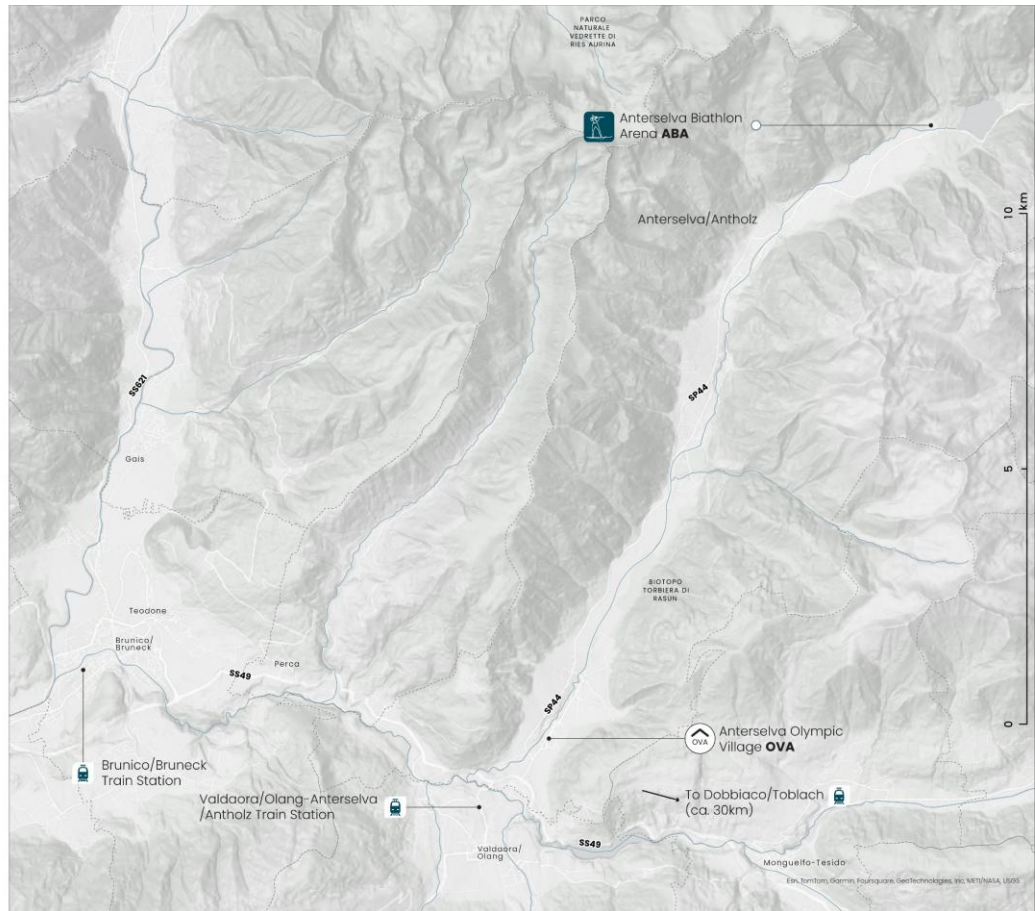 PARCO
NATURALE
VEDRETTE DI
RIES AURINA
Anterselva Biathlon
Arena ABA
Anterselva/Antholz
10
km
SS621
SP44
5
Gais
BIOTOPO
TORBIERA DI
RASUN
Teodone
Brunico/
Bruneck
Perca
SS49
SP44
0
OVA
Anterselva Olympic
Village OVA
Brunico/Bruneck
Train Station
Valdaora/Olang-Anterselva
/Antholz Train Station
To Dobbiaco/Toblach
(ca. 30km)
SS49
Valdaora/
Olang
Monguelfo-Tesido
Esri, TomTom, Garmin, Foursquare, GeoTechnologies, Inc, METI/NASA, USGS